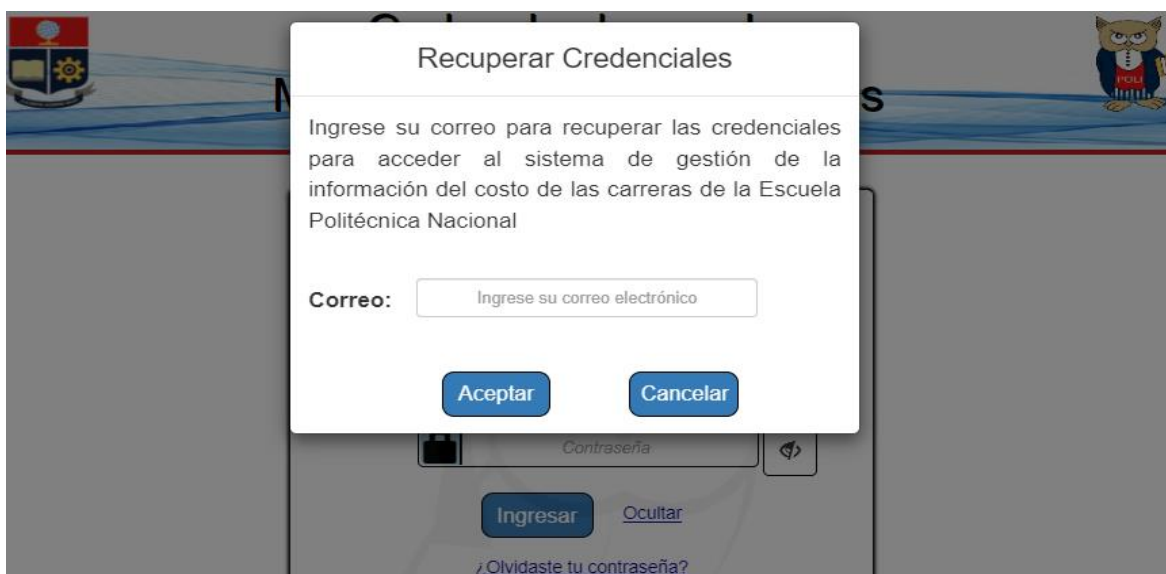 Recuperar Credenciales
POLI
Ingrese su correo para recuperar las credenciales
para acceder al sistema de gestión de la
información del costo de las carreras de la Escuela
Politécnica Nacional
Correo:
Ingrese su correo electrónico
Aceptar
Cancelar
Contraseña
Ingresar
Ocultar
¿Olvidaste tu contraseña?